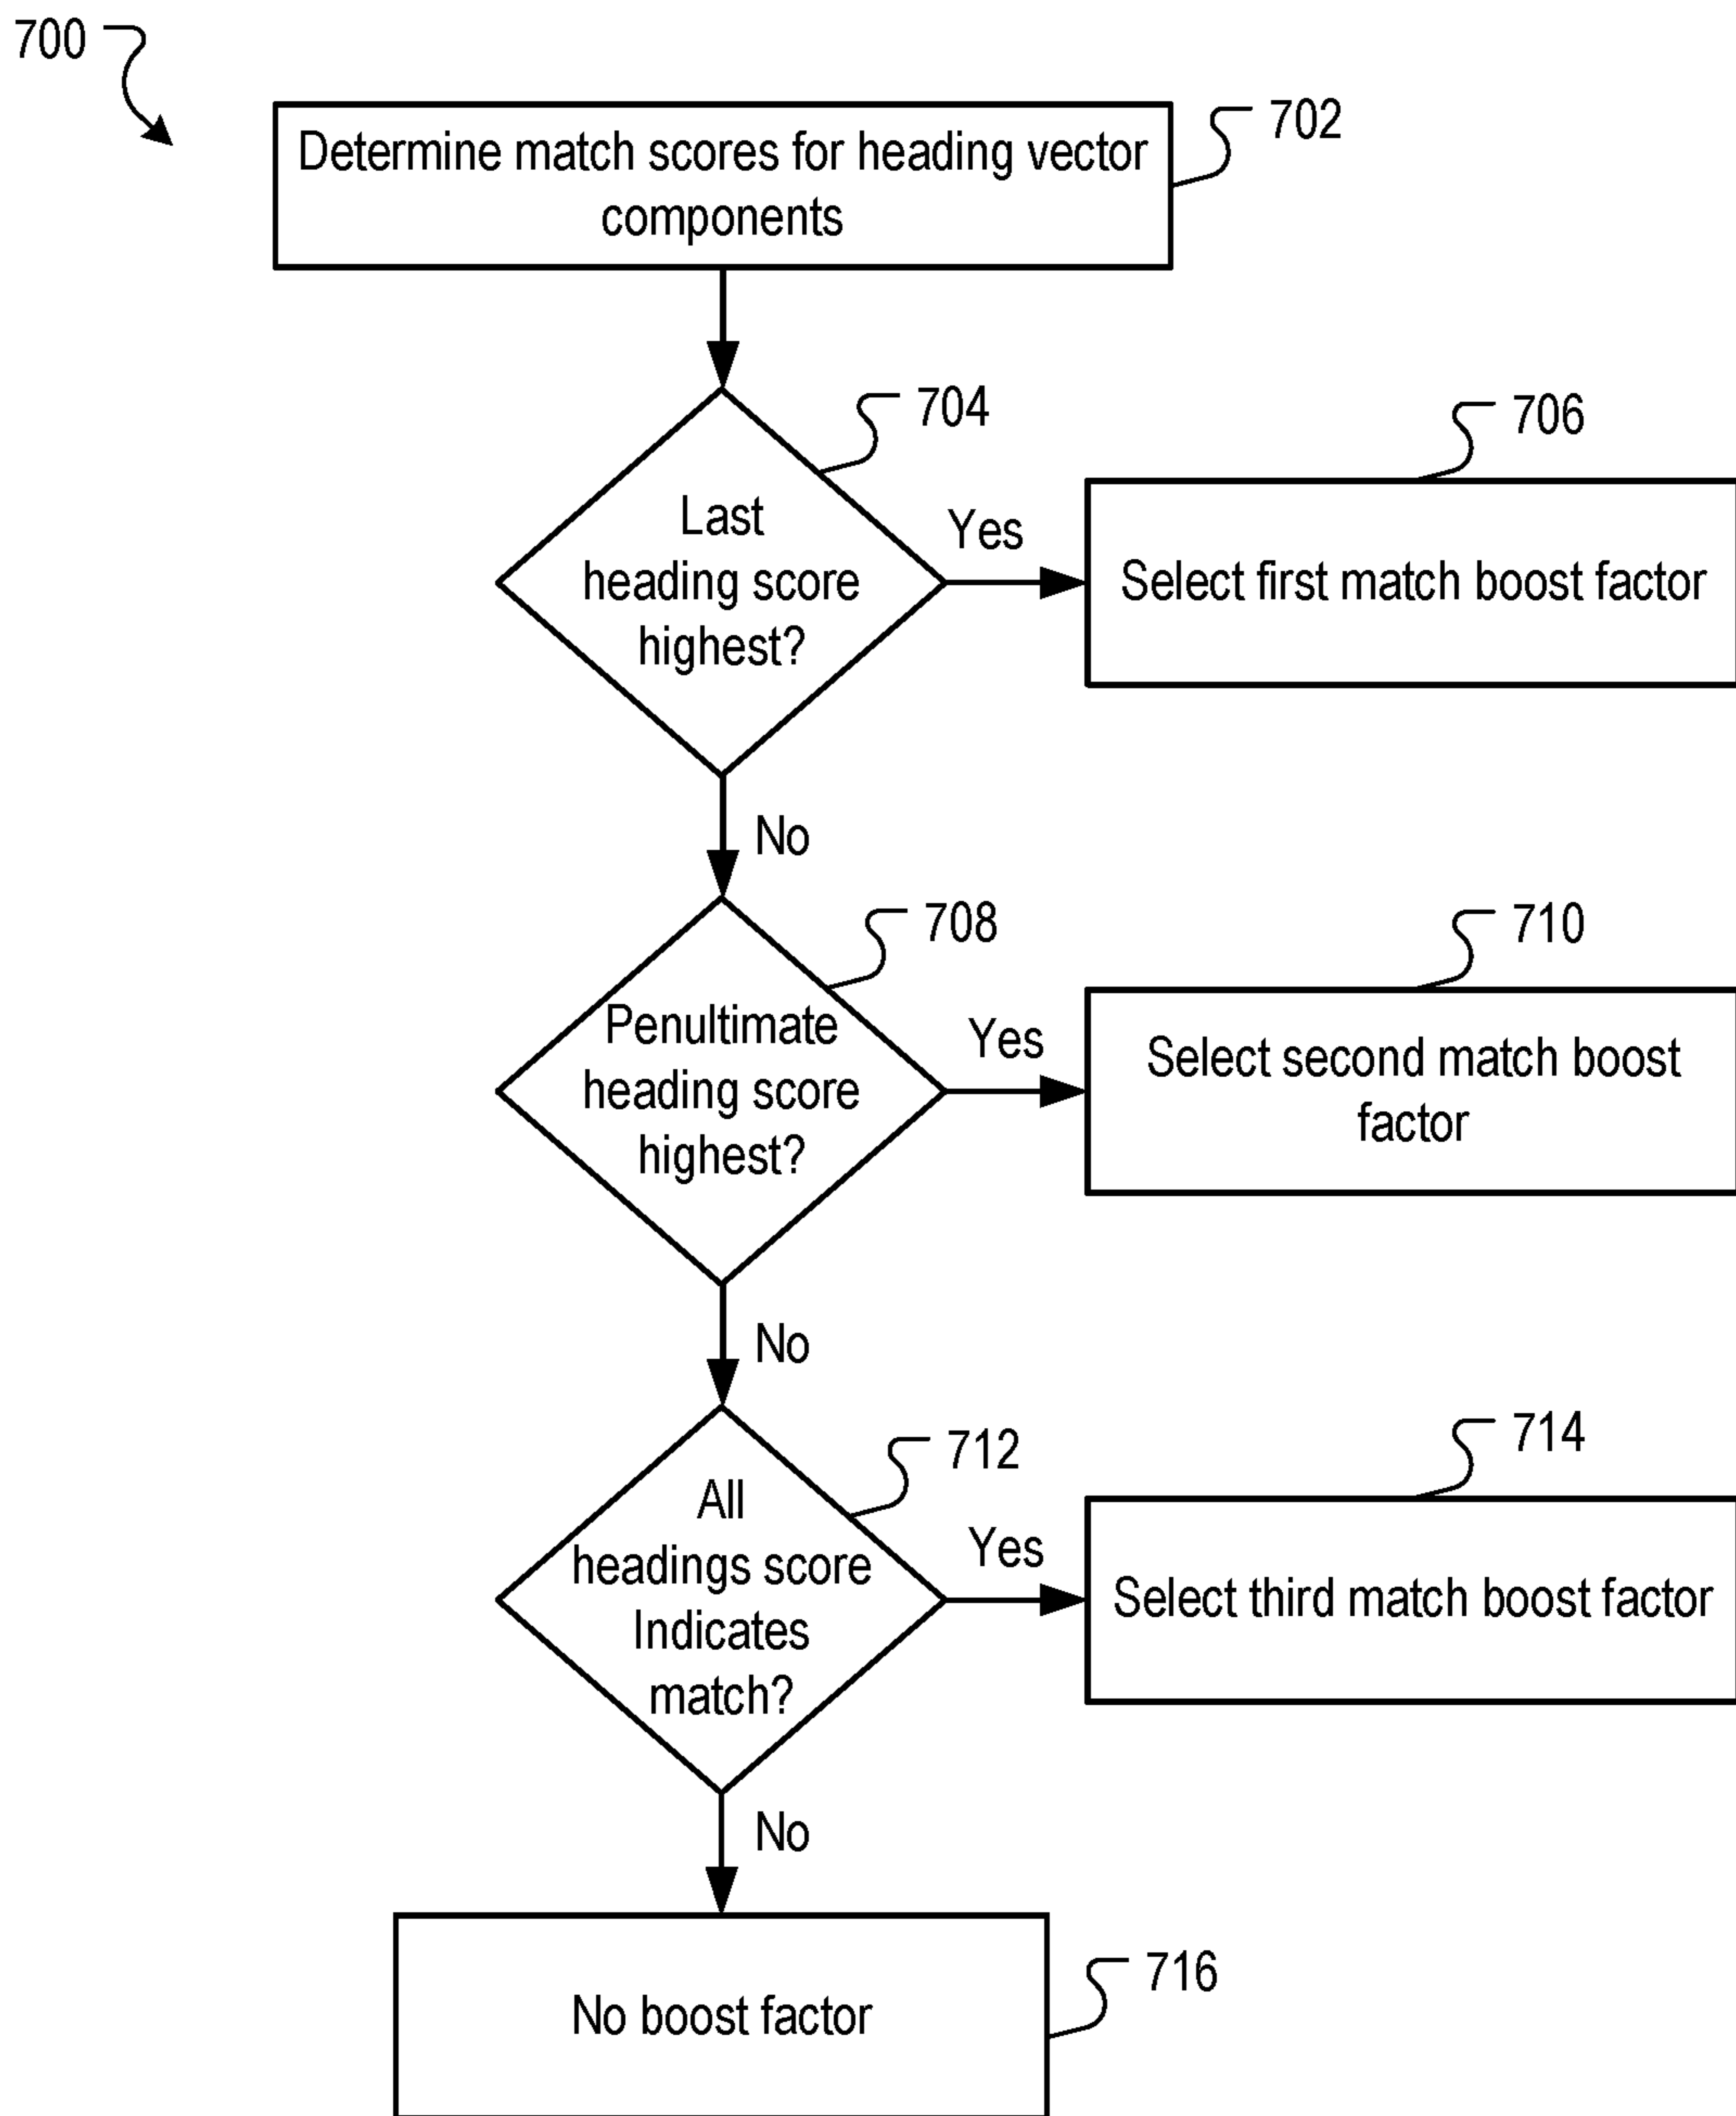 700
Determine match scores for heading vector
components
702
Last
heading score
highest?
704
Yes
Select first match boost factor
706
No
Penultimate
heading score
highest?
708
Yes
Select second match boost
factor
710
No
All
headings score
Indicates
match?
712
Yes
Select third match boost factor
714
No
No boost factor
716